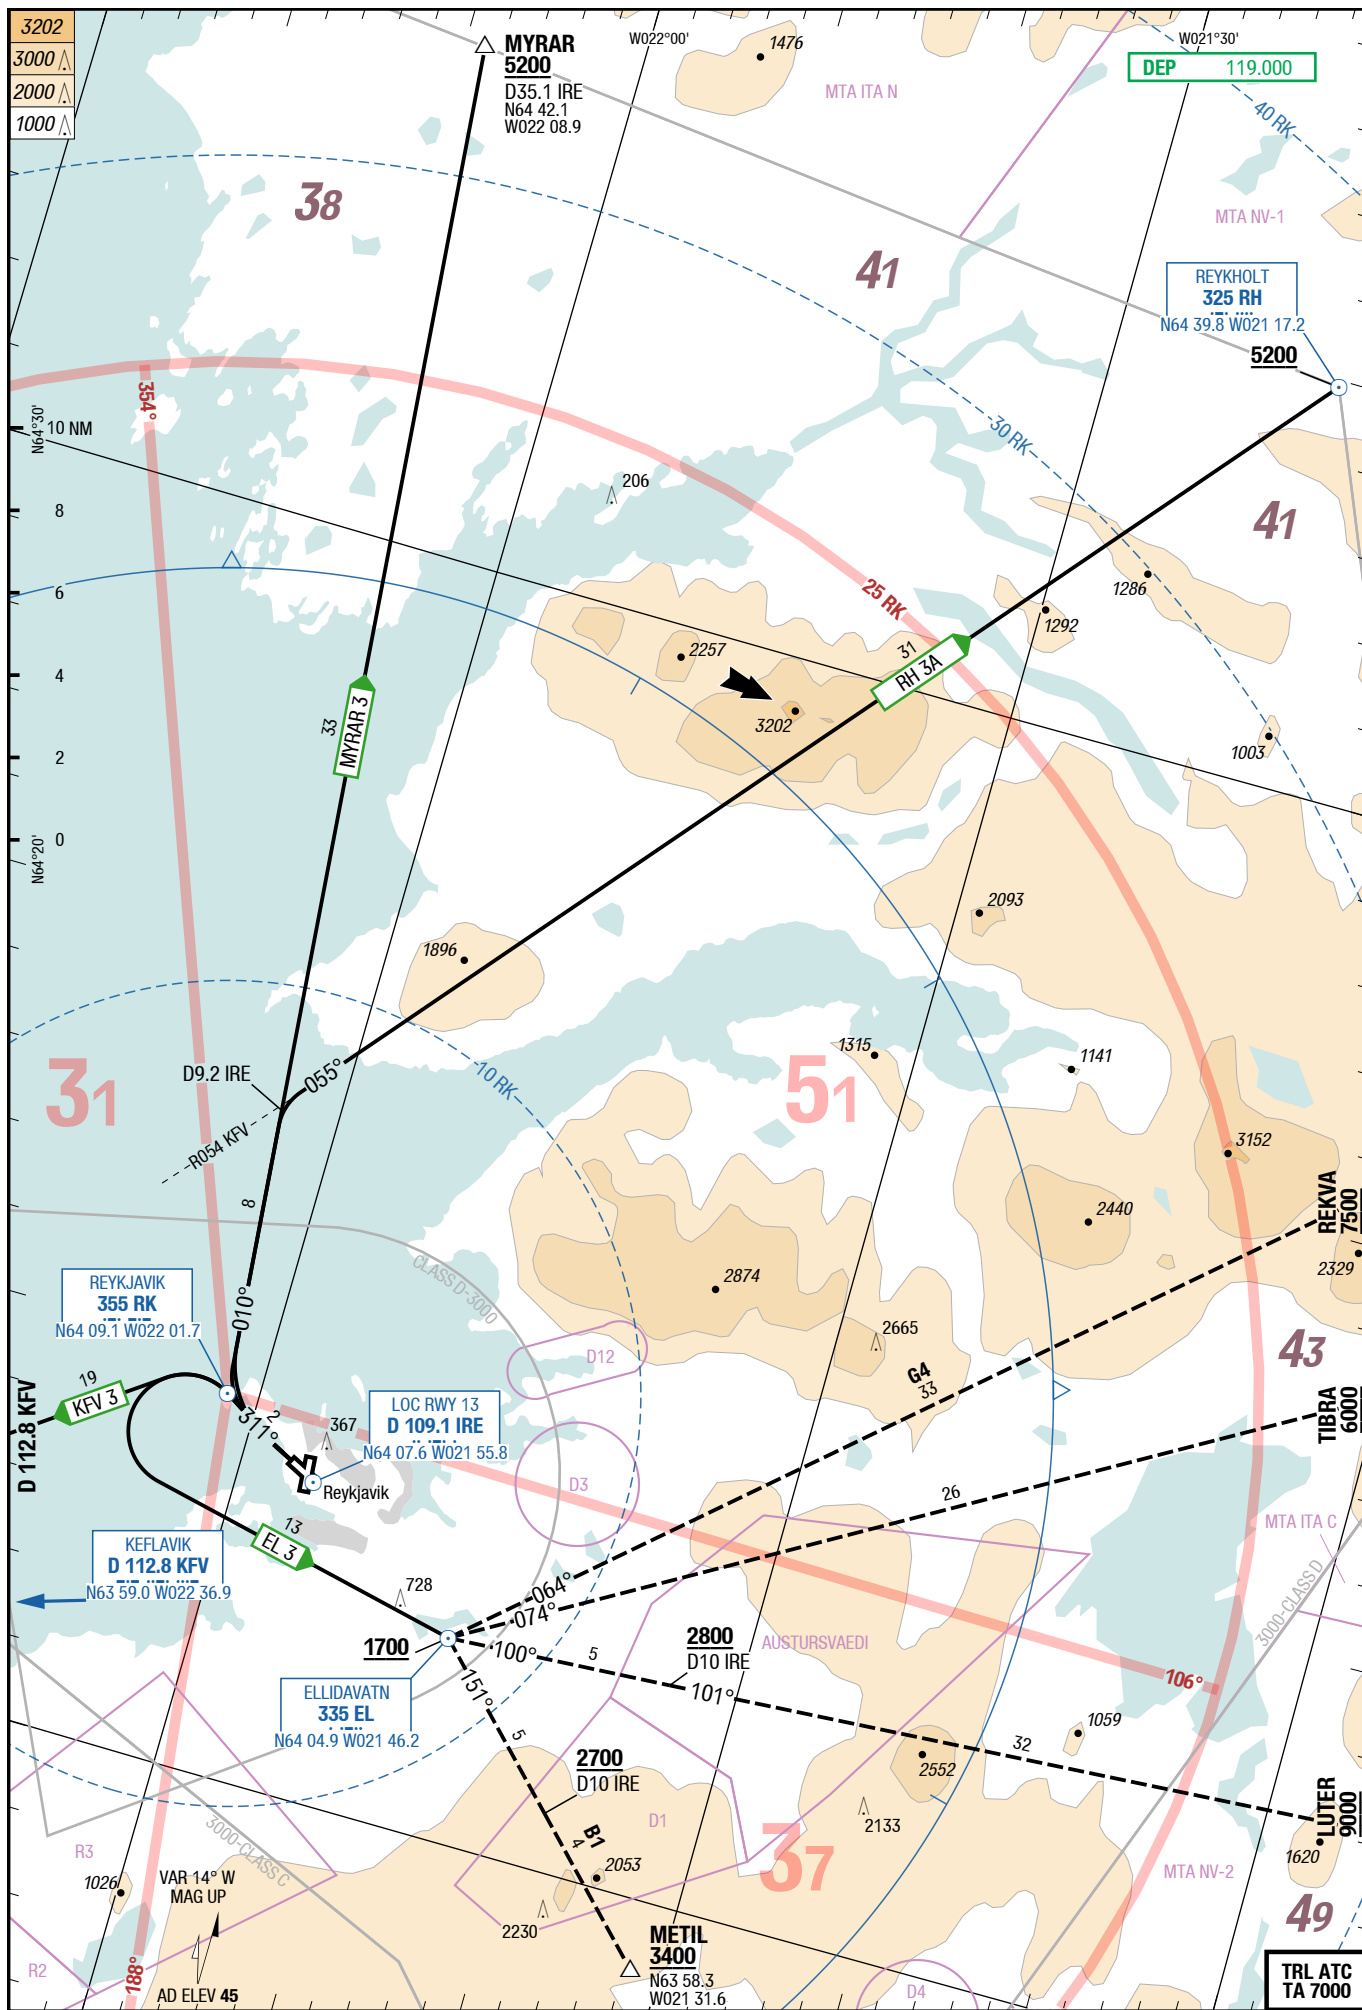 3202
3000
2000
1000
MYRAR
5200
D35.1 IRE
N64 42.1
W022 08.9
W022°00'
1476
MTA ITA N
W021°30'
DEP 119.000
40 RK
38
41
MTA NV-1
REYKHOLT
325 RH
N64 39.8 W021 17.2
5200
354°
N64°30'
10 NM
8
6
4
2
0
N64°20'
30 RK
206
41
25 RK
1286
1292
2257
31
RH 3A
3202
33
MYRAR 3
1003
2093
1896
1315
1141
D9.2 IRE
055°
10 RK
31
51
R054 KFV
3152
8
2440
REKVA
7500
2329
CLASS D-3000
2874
REYKJAVIK
355 RK
N64 09.1 W022 01.7
010°
2665
D12
G4
33
43
19
KFV 3
D 112.8 KFV
LOC RWY 13
D 109.1 IRE
N64 07.6 W021 55.8
2
311°
367
Reykjavik
TIBRA
6000
D3
26
13
EL 3
MTA ITA C
KEFLAVIK
D 112.8 KFV
N63 59.0 W022 36.9
728
064°
074°
100°
3000-CLASS D
1700
2800
D10 IRE
AUSTURSVAEDI
5
101°
106°
151°
ELLIDAVATN
335 EL
N64 04.9 W021 46.2
5
1059
32
2700
D10 IRE
2552
LUTER
9000
D1
2133
37
B1
4
R3
3000-CLASS C
1620
1026
VAR 14° W
MAG UP
2053
MTA NV-2
2230
49
METIL
3400
N63 58.3
W021 31.6
R2
188°
AD ELEV 45
D4
TRL ATC
TA 7000